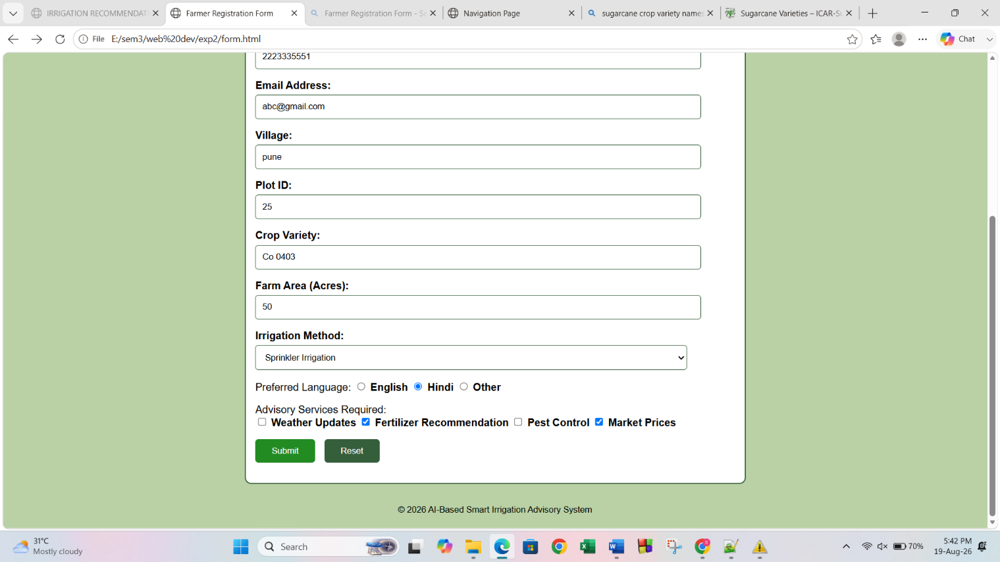 IRRIGATION RECOMMENDAT
Farmer Registration Form
Farmer Registration Form - Se
Navigation Page
sugarcane crop variety names
Sugarcane Varieties – ICAR-Su
File E:/sem3/web%20dev/exp2/form.html
Chat
2223335551
Email Address:
abc@gmail.com
Village:
pune
Plot ID:
25
Crop Variety:
Co 0403
Farm Area (Acres):
50
Irrigation Method:
Sprinkler Irrigation
Preferred Language: English Hindi Other
Advisory Services Required:
Weather Updates Fertilizer Recommendation Pest Control Market Prices
Submit Reset
© 2026 AI-Based Smart Irrigation Advisory System
31°C
Mostly cloudy
Search
70%
5:42 PM
19-Aug-26